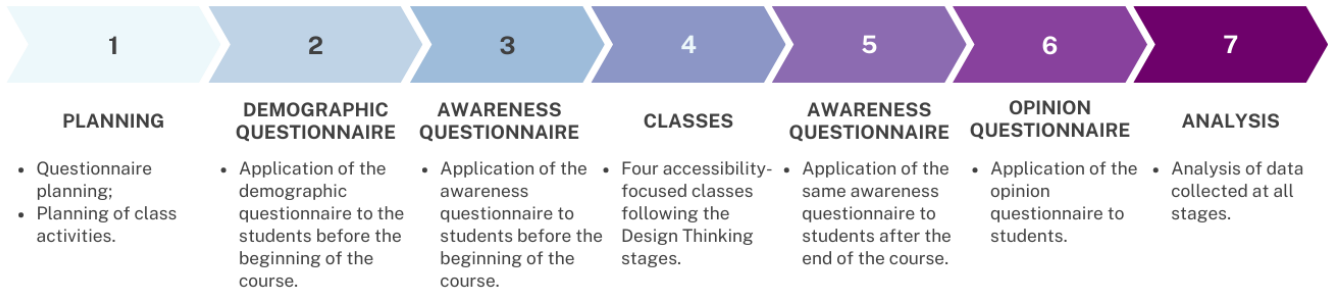 1
2
3
4
5
6
7
PLANNING
DEMOGRAPHIC
QUESTIONNAIRE
AWARENESS
QUESTIONNAIRE
CLASSES
AWARENESS
QUESTIONNAIRE
OPINION
QUESTIONNAIRE
ANALYSIS
• Questionnaire
planning;
• Planning of class
activities.
• Application of the
demographic
questionnaire to the
students before the
beginning of the
course.
• Application of the
awareness
questionnaire to
students before the
beginning of the
course.
• Four accessibility-
focused classes
following the
Design Thinking
stages.
• Application of the
same awareness
questionnaire to
students after the
end of the course.
• Application of the
opinion
questionnaire to
students.
• Analysis of data
collected at all
stages.